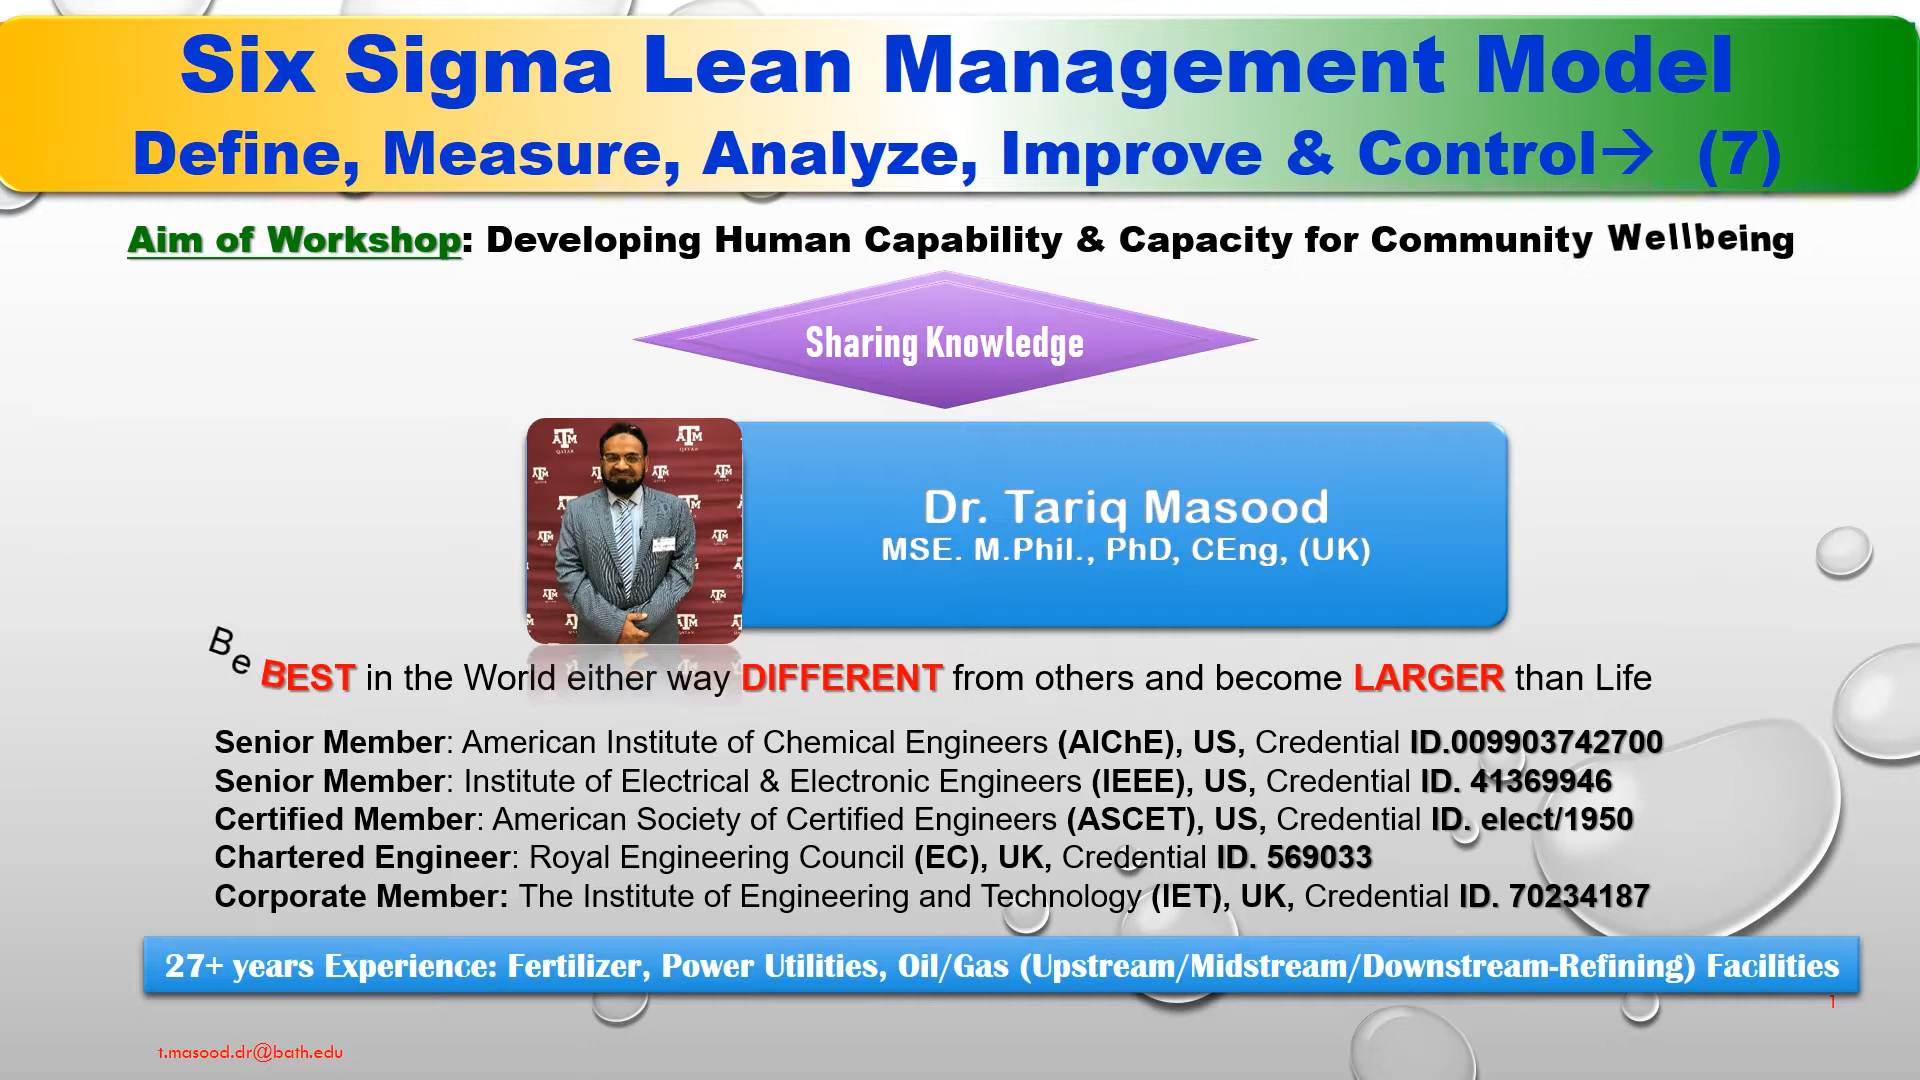 Six Sigma Lean Management Model
Define, Measure, Analyze, Improve & Control→ (7)
Aim of Workshop: Developing Human Capability & Capacity for Community Wellbeing
Sharing Knowledge
ATM
QATAR
Dr. Tariq Masood
MSE. M.Phil., PhD, CEng, (UK)
Be BEST in the World either way DIFFERENT from others and become LARGER than Life
Senior Member: American Institute of Chemical Engineers (AIChE), US, Credential ID.009903742700
Senior Member: Institute of Electrical & Electronic Engineers (IEEE), US, Credential ID. 41369946
Certified Member: American Society of Certified Engineers (ASCET), US, Credential ID. elect/1950
Chartered Engineer: Royal Engineering Council (EC), UK, Credential ID. 569033
Corporate Member: The Institute of Engineering and Technology (IET), UK, Credential ID. 70234187
27+ years Experience: Fertilizer, Power Utilities, Oil/Gas (Upstream/Midstream/Downstream-Refining) Facilities
1
t.masood.dr@bath.edu